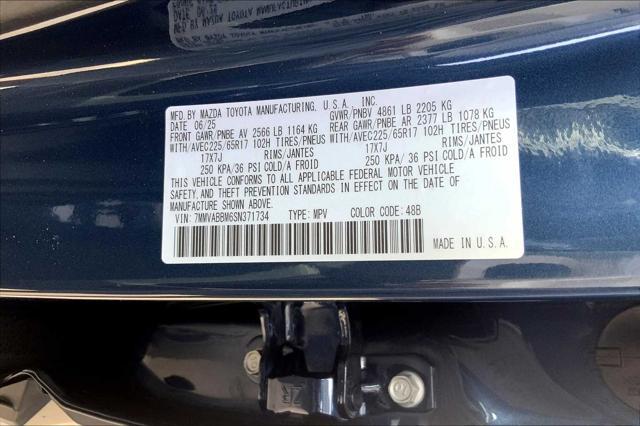 MFD. BY MAZDA TOYOTA MANUFACTURING, U.S.A., INC.
DATE 06/25 GVWR/PNBV 4861 LB 2205 KG
FRONT GAWR/PNBE AV 2566 LB 1164 KG REAR GAWR/PNBE AR 2377 LB 1078 KG
WITH/AVEC225/65R17 102H TIRES/PNEUS WITH/AVEC225/65R17 102H TIRES/PNEUS
17X7J RIMS/JANTES 17X7J RIMS/JANTES
250 KPA/ 36 PSI COLD/A FROID 250 KPA/ 36 PSI COLD/A FROID
THIS VEHICLE CONFORMS TO ALL APPLICABLE FEDERAL MOTOR VEHICLE
SAFETY, AND THEFT PREVENTION STANDARDS IN EFFECT ON THE DATE OF
MANUFACTURE SHOWN ABOVE.
VIN: 7MMVABBM6SN371734 TYPE: MPV COLOR CODE: 48B
MADE IN U.S.A.